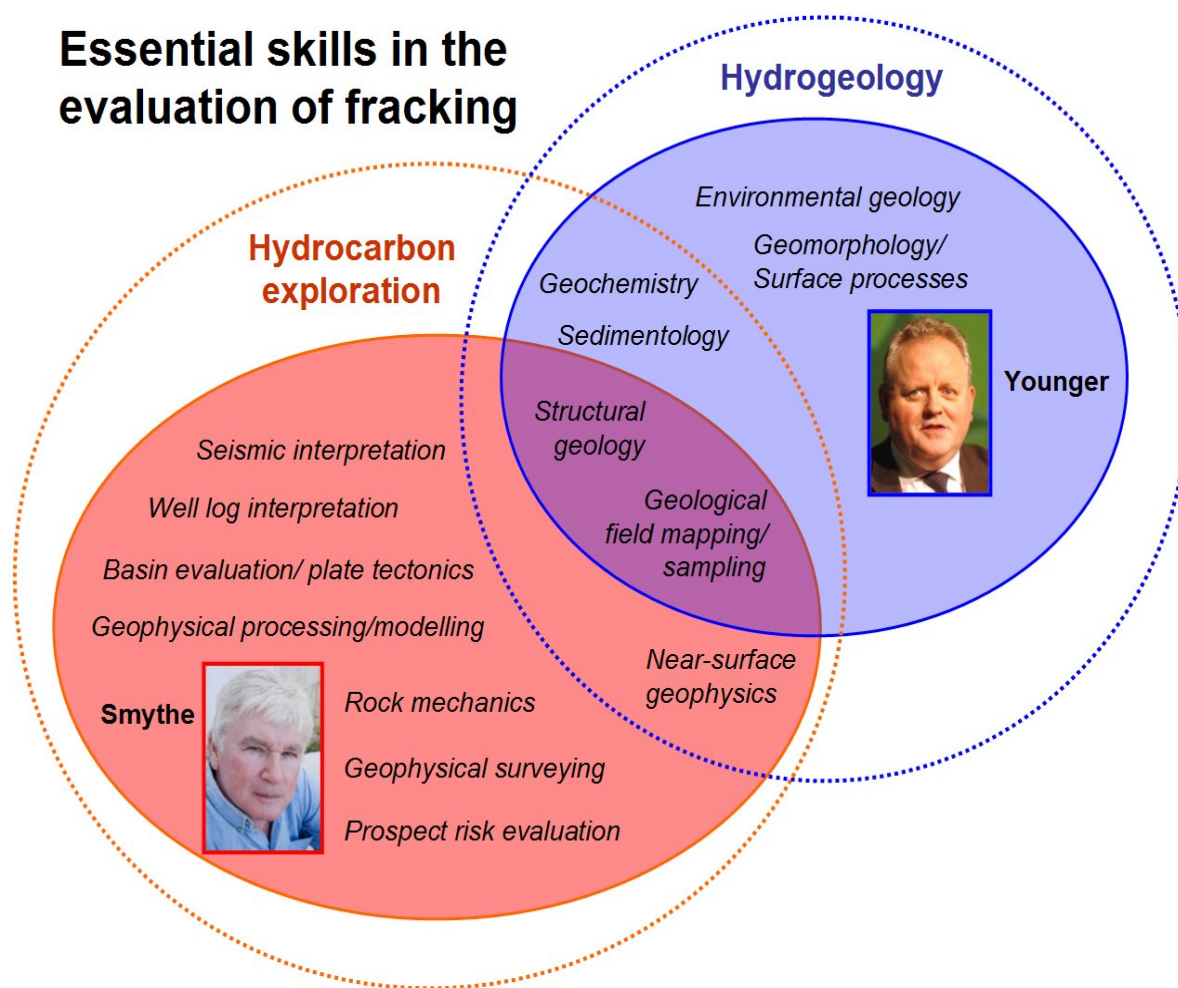 Essential skills in the
evaluation of fracking
Hydrogeology
Environmental geology
Geomorphology/
Surface processes
Hydrocarbon
exploration
Geochemistry
Sedimentology
Younger
Structural
geology
Seismic interpretation
Well log interpretation
Geological
field mapping/
sampling
Basin evaluation/ plate tectonics
Geophysical processing/modelling
Near-surface
geophysics
Smythe
Rock mechanics
Geophysical surveying
Prospect risk evaluation